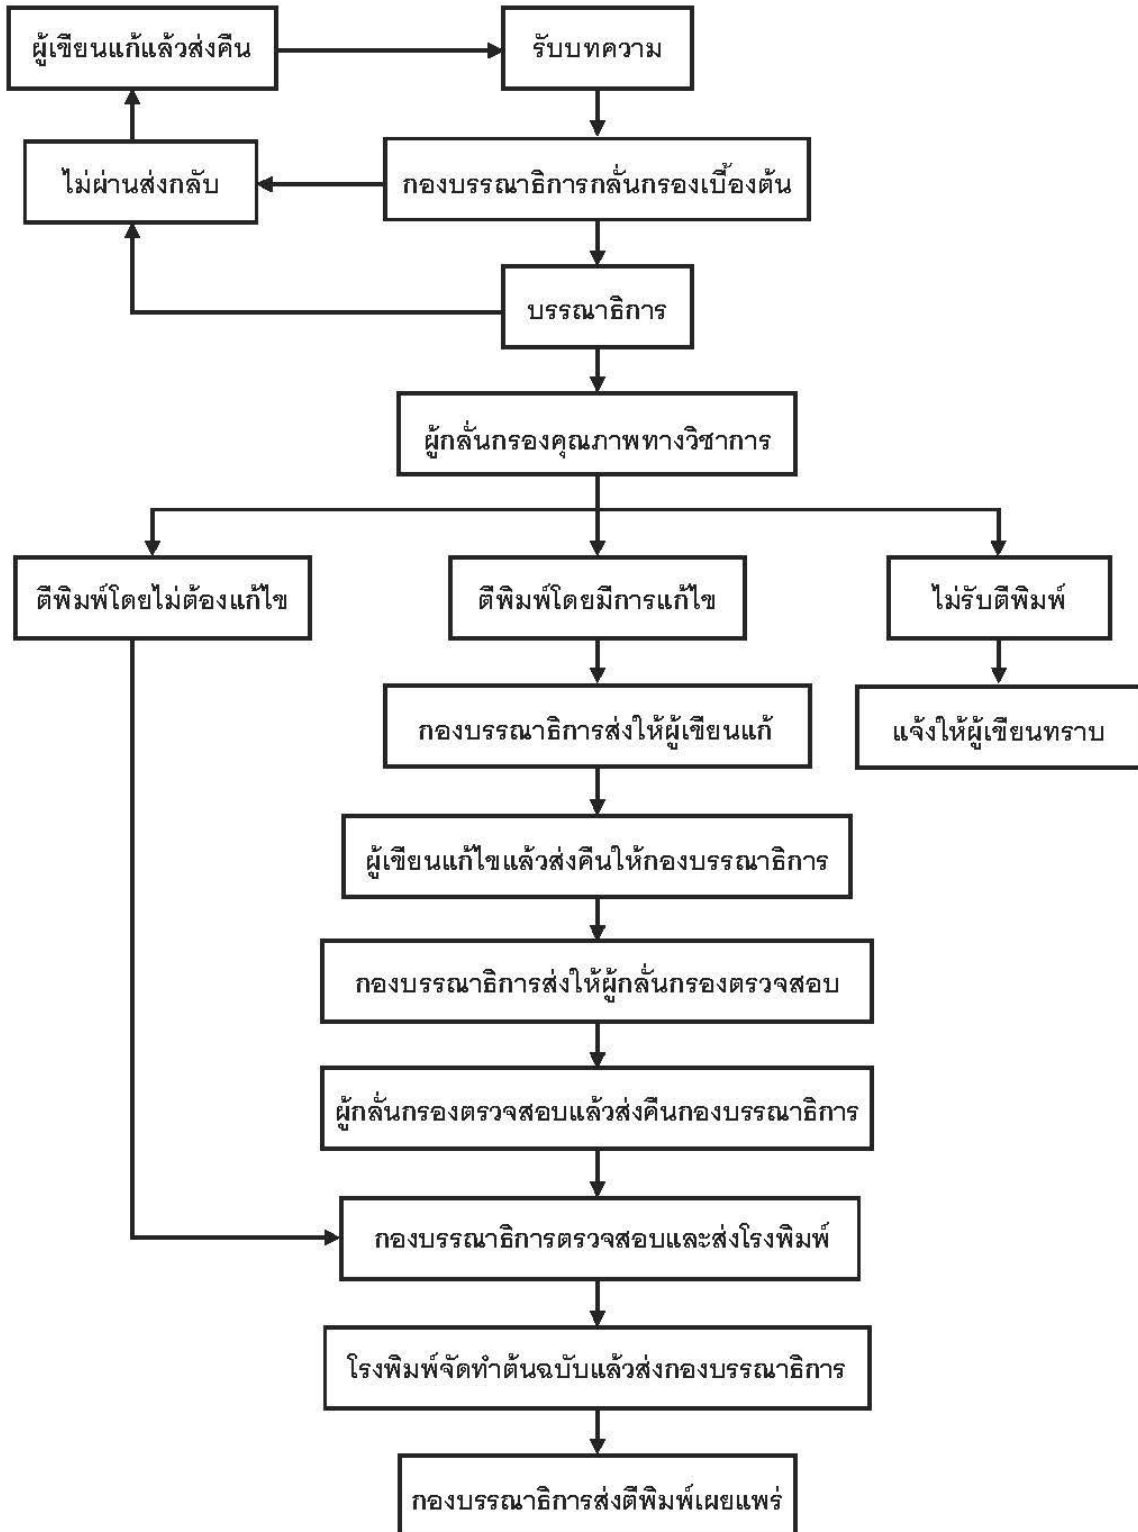 ผู้เขียนแก้แล้วส่งคืน
รับบทความ
ไม่ผ่านส่งกลับ
กองบรรณาธิการกลั่นกรองเบื้องต้น
บรรณาธิการ
ผู้กลั่นกรองคุณภาพทางวิชาการ
ตีพิมพ์โดยไม่ต้องแก้ไข
ตีพิมพ์โดยมีการแก้ไข
ไม่รับตีพิมพ์
กองบรรณาธิการส่งให้ผู้เขียนแก้
แจ้งให้ผู้เขียนทราบ
ผู้เขียนแก้ไขแล้วส่งคืนให้กองบรรณาธิการ
กองบรรณาธิการส่งให้ผู้กลั่นกรองตรวจสอบ
ผู้กลั่นกรองตรวจสอบแล้วส่งคืนกองบรรณาธิการ
กองบรรณาธิการตรวจสอบและส่งโรงพิมพ์
โรงพิมพ์จัดทำต้นฉบับแล้วส่งกองบรรณาธิการ
กองบรรณาธิการส่งตีพิมพ์เผยแพร่